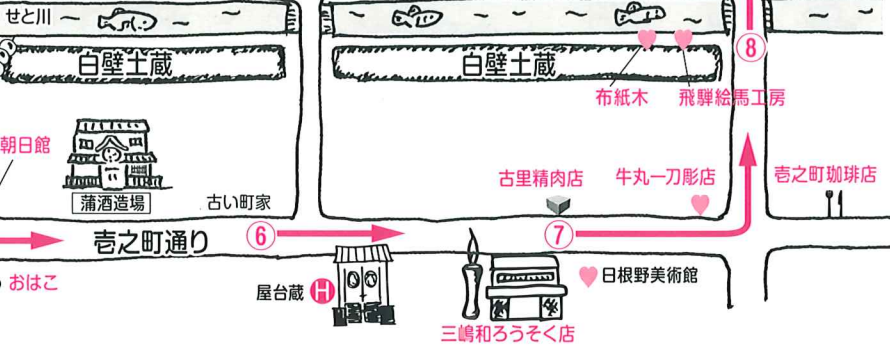 せと川
白壁土蔵
白壁土蔵
⑧
布紙木
飛騨絵馬工房
朝日館
蒲酒造場
古い町家
古里精肉店
牛丸一刀彫店
壱之町珈琲店
壱之町通り
⑥
⑦
おはこ
屋台蔵
H
日根野美術館
三嶋和ろうそく店